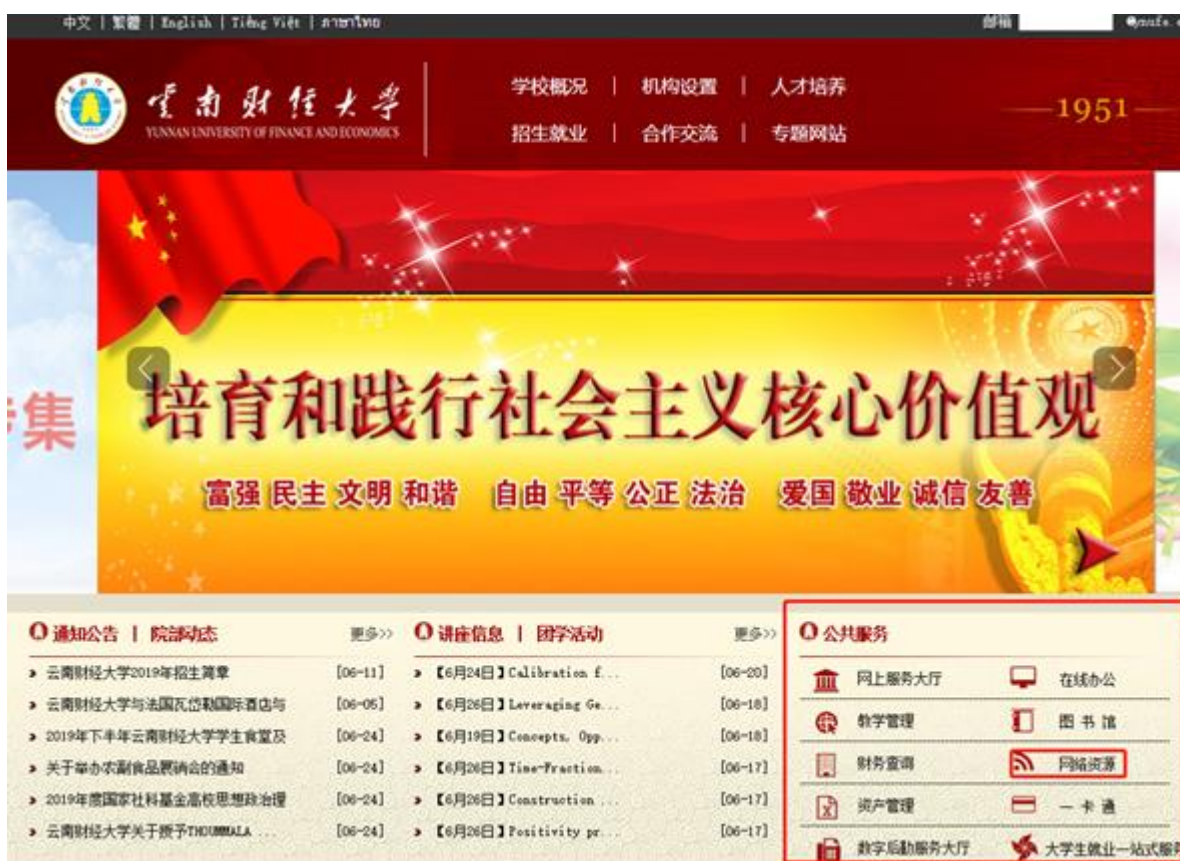 中文 | 繁體 | English | Tiếng Việt | ภาษาไทย
邮箱 @ynufe.e
云南财经大学
YUNNAN UNIVERSITY OF FINANCE AND ECONOMICS
学校概况 | 机构设置 | 人才培养
招生就业 | 合作交流 | 专题网站
1951
集
培育和践行社会主义核心价值观
富强 民主 文明 和谐 自由 平等 公正 法治 爱国 敬业 诚信 友善
通知公告 | 院部动态 更多>>
云南财经大学2019年招生简章 [06-11]
云南财经大学与法国瓦岱勒国际酒店与 [06-05]
2019年下半年云南财经大学学生食堂及 [06-24]
关于举办农副食品展销会的通知 [06-24]
2019年度国家社科基金高校思想政治理 [06-24]
云南财经大学关于授予THOUMMALA ... [06-24]
讲座信息 | 团学活动 更多>>
【6月24日】Calibration f... [06-20]
【6月26日】Leveraging Ge... [06-18]
【6月19日】Concepts, Opp... [06-18]
【6月26日】Time-Fraction... [06-17]
【6月26日】Construction ... [06-17]
【6月26日】Positivity pr... [06-17]
公共服务
网上服务大厅 在线办公
教学管理 图书馆
财务查询 网络资源
资产管理 一卡通
数字后勤服务大厅 大学生就业一站式服务